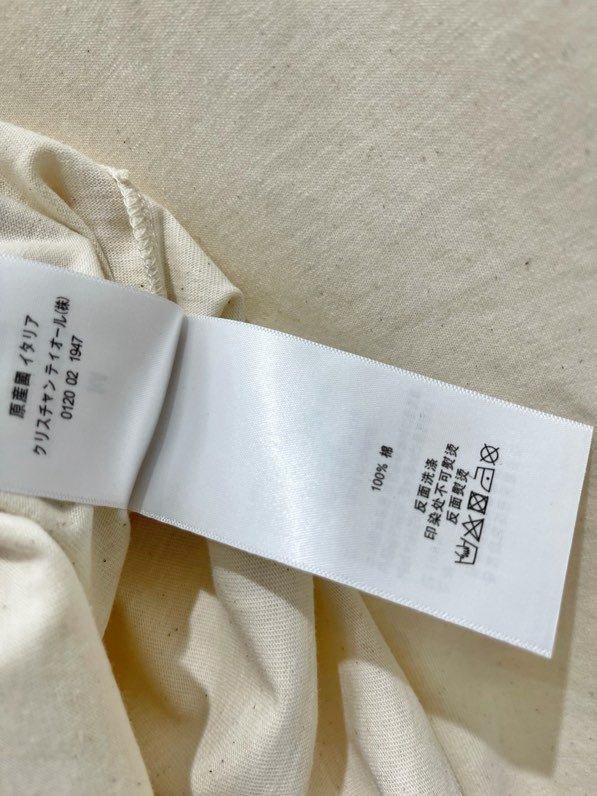 原産國 イタリア
クリスチャンディオール(株)
0120 02 1947
100% 棉
反面洗涤
印染处不可熨烫
反面熨烫